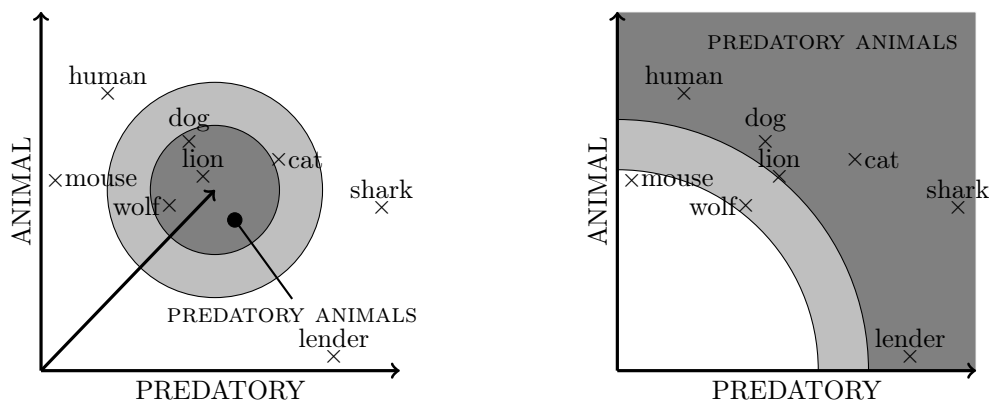 human
dog
lion
cat
mouse
wolf
shark
PREDATORY ANIMALS
lender
ANIMAL
PREDATORY
PREDATORY ANIMALS
human
dog
lion
cat
mouse
wolf
shark
lender
ANIMAL
PREDATORY